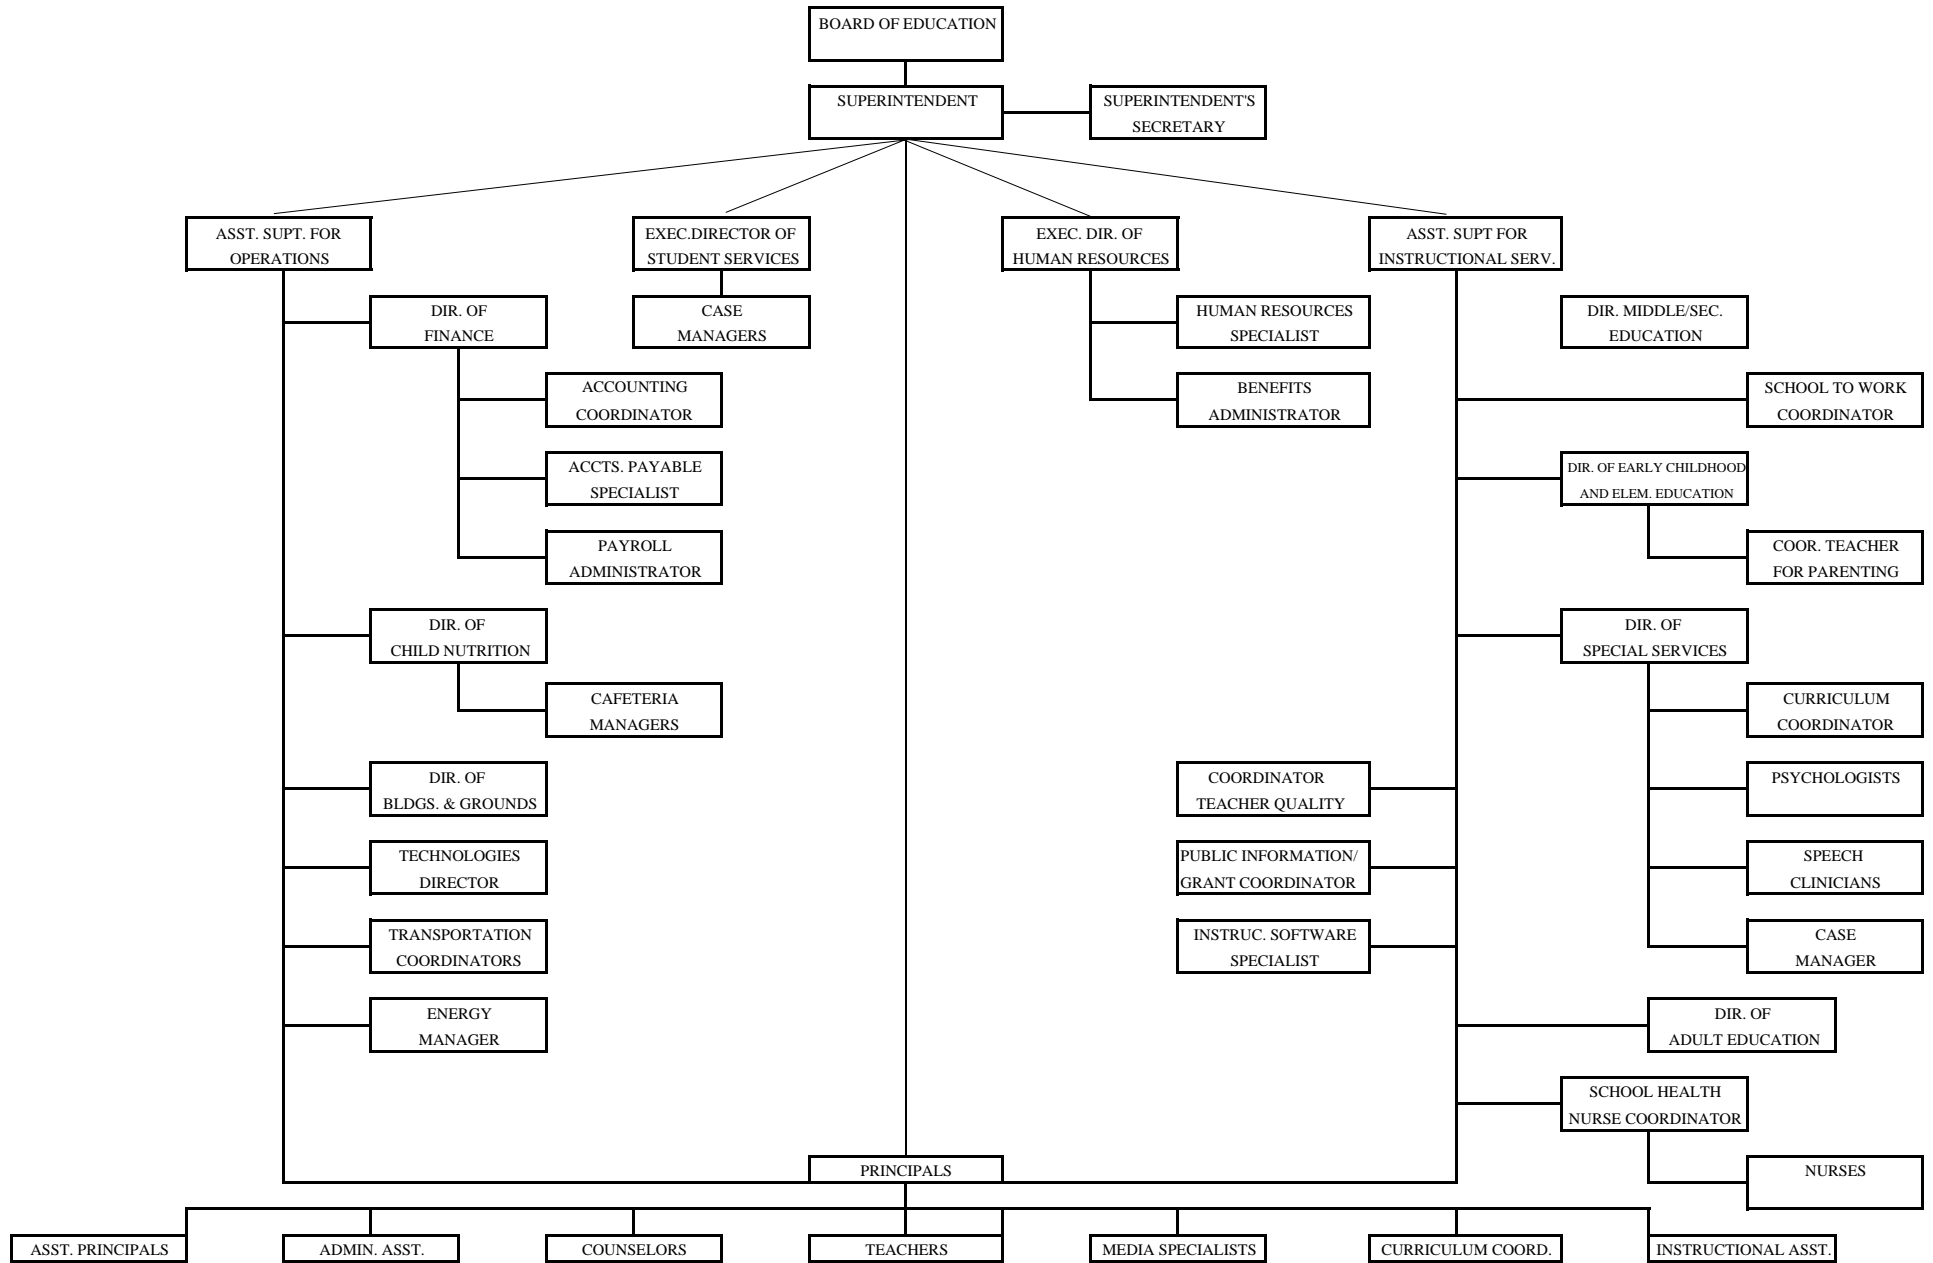 BOARD OF EDUCATION
SUPERINTENDENT
SUPERINTENDENT'S
SECRETARY
ASST. SUPT. FOR
OPERATIONS
EXEC.DIRECTOR OF
STUDENT SERVICES
EXEC. DIR. OF
HUMAN RESOURCES
ASST. SUPT FOR
INSTRUCTIONAL SERV.
DIR. OF
FINANCE
CASE
MANAGERS
HUMAN RESOURCES
SPECIALIST
DIR. MIDDLE/SEC.
EDUCATION
ACCOUNTING
COORDINATOR
BENEFITS
ADMINISTRATOR
SCHOOL TO WORK
COORDINATOR
ACCTS. PAYABLE
SPECIALIST
DIR. OF EARLY CHILDHOOD
AND ELEM. EDUCATION
PAYROLL
ADMINISTRATOR
COOR. TEACHER
FOR PARENTING
DIR. OF
CHILD NUTRITION
DIR. OF
SPECIAL SERVICES
CAFETERIA
MANAGERS
CURRICULUM
COORDINATOR
DIR. OF
BLDGS. & GROUNDS
COORDINATOR
TEACHER QUALITY
PSYCHOLOGISTS
TECHNOLOGIES
DIRECTOR
PUBLIC INFORMATION/
GRANT COORDINATOR
SPEECH
CLINICIANS
TRANSPORTATION
COORDINATORS
INSTRUC. SOFTWARE
SPECIALIST
CASE
MANAGER
ENERGY
MANAGER
DIR. OF
ADULT EDUCATION
SCHOOL HEALTH
NURSE COORDINATOR
PRINCIPALS
NURSES
ASST. PRINCIPALS
ADMIN. ASST.
COUNSELORS
TEACHERS
MEDIA SPECIALISTS
CURRICULUM COORD.
INSTRUCTIONAL ASST.